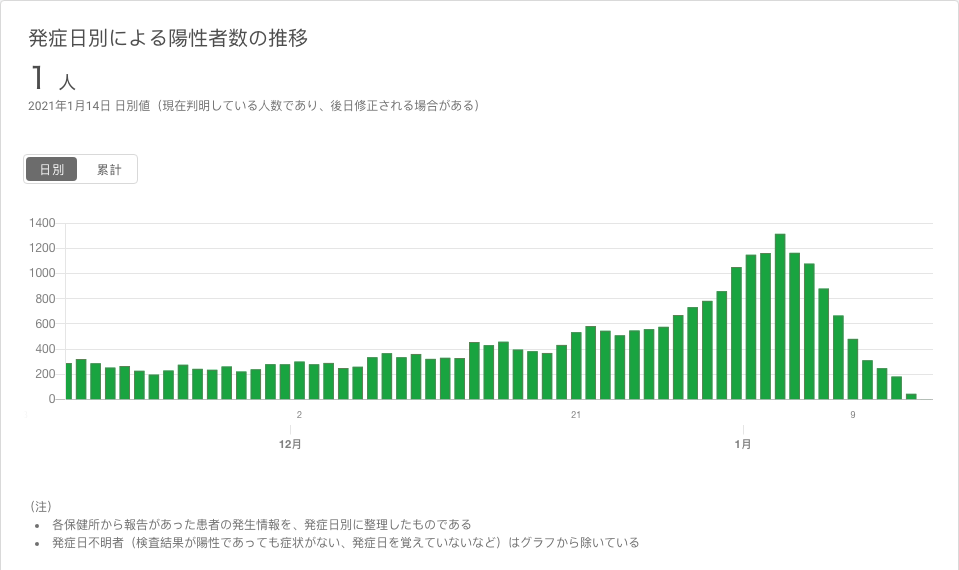 発症日別による陽性者数の推移
1 人
2021年1月14日 日別値（現在判明している人数であり、後日修正される場合がある）
日別 累計
1400
1200
1000
800
600
400
200
0
2 21 9
12月 1月
（注）
• 各保健所から報告があった患者の発生情報を、発症日別に整理したものである
• 発症日不明者（検査結果が陽性であっても症状がない、発症日を覚えていないなど）はグラフから除いている